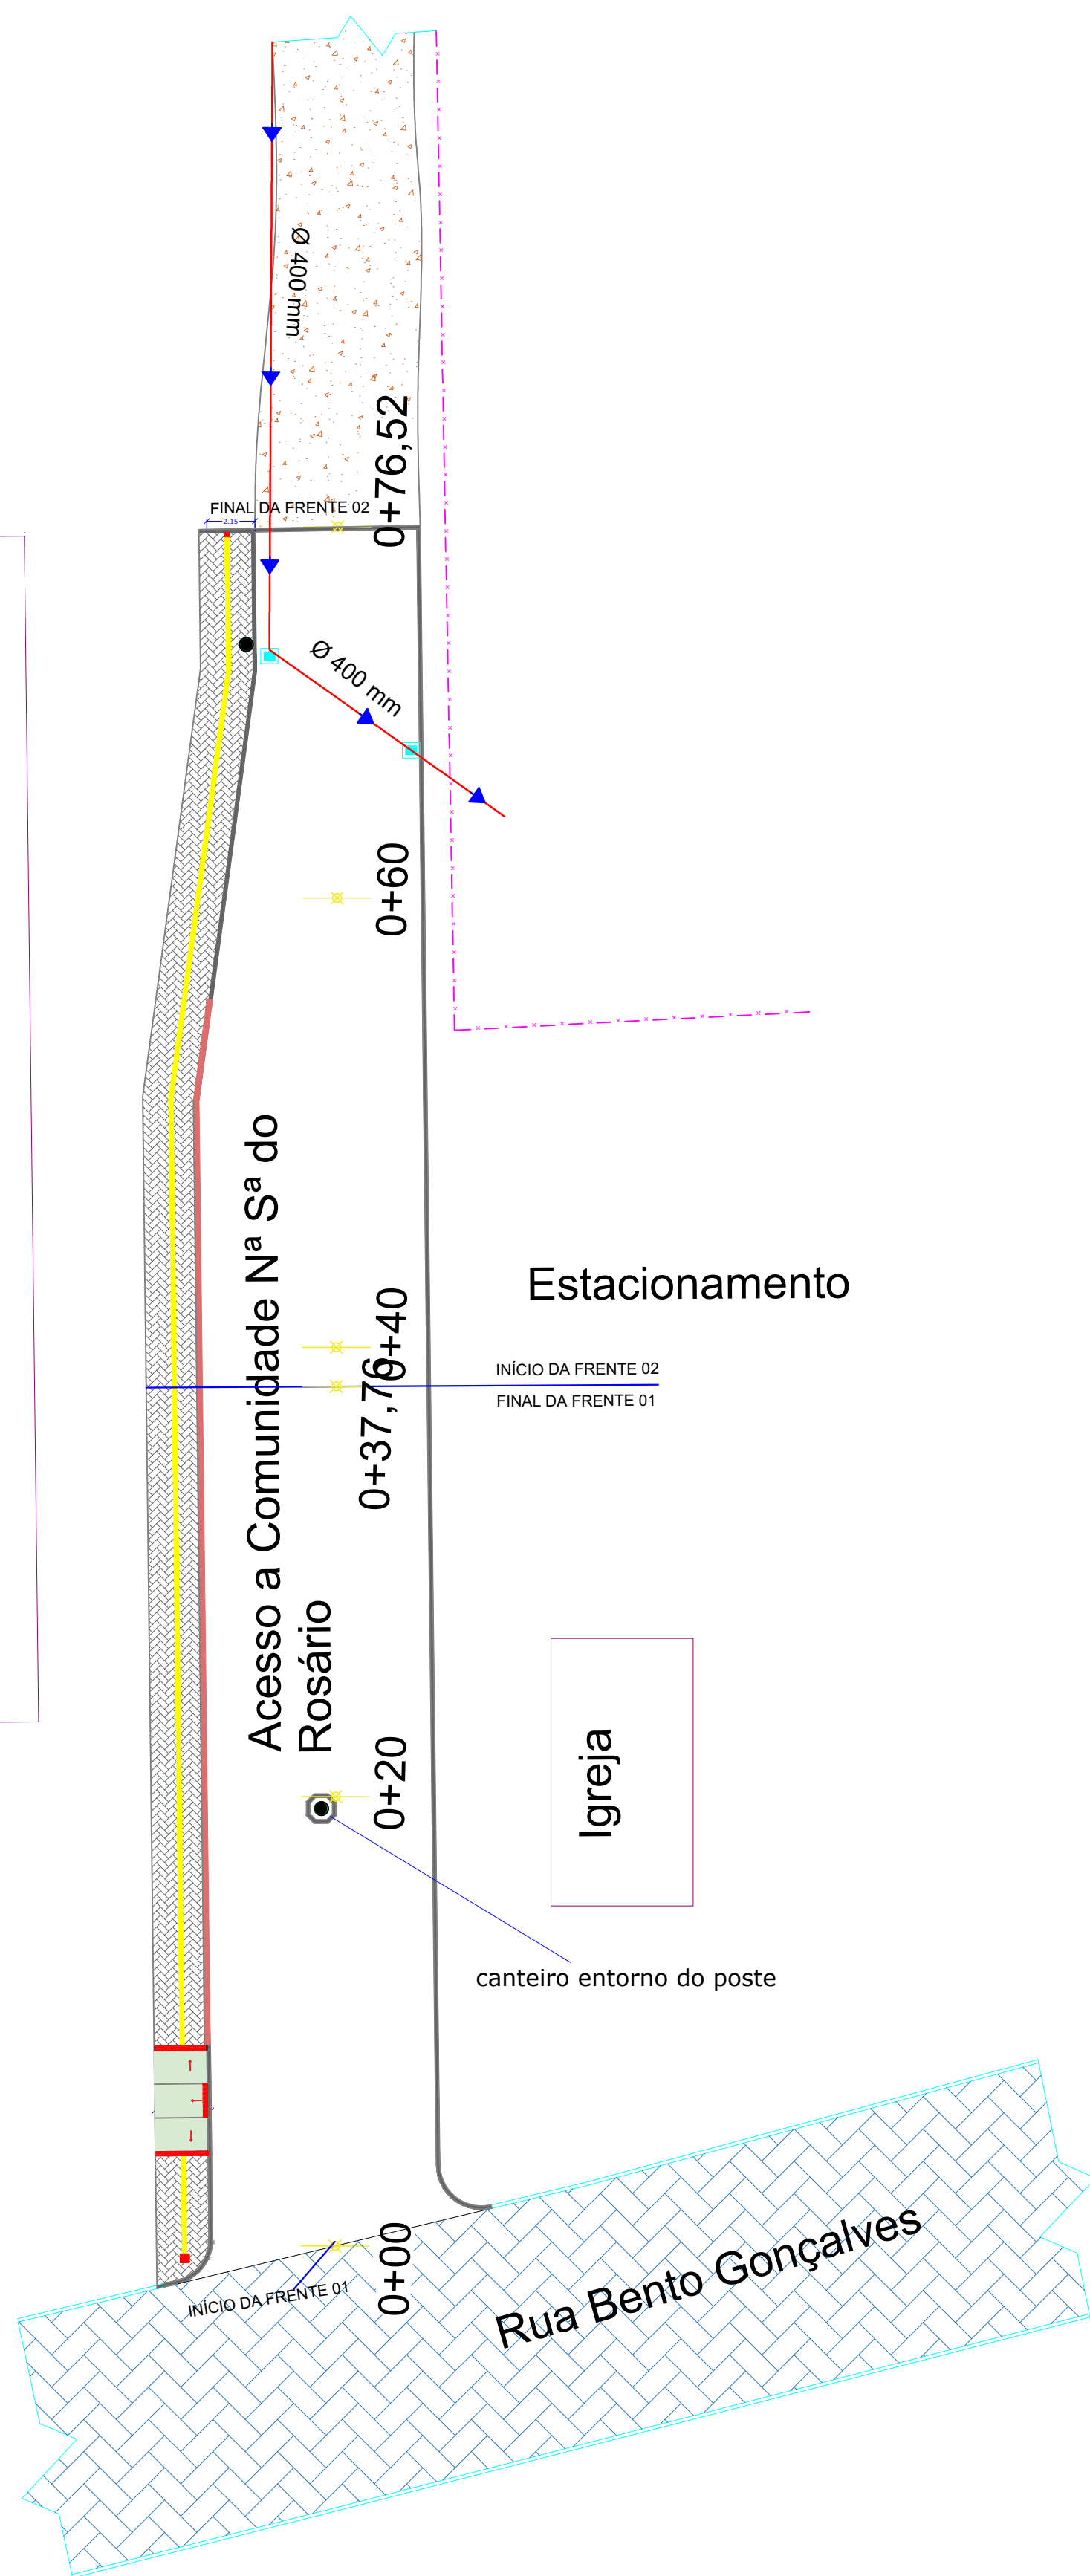 Ø 400 mm
0+76,52
FINAL DA FRENTE 02
2.15
Ø 400 mm
0+60
Acesso a Comunidade Nª Sª do
Rosário
Estacionamento
0+40
INÍCIO DA FRENTE 02
FINAL DA FRENTE 01
0+37,76
0+20
Igreja
canteiro entorno do poste
0+00
INÍCIO DA FRENTE 01
Rua Bento Gonçalves